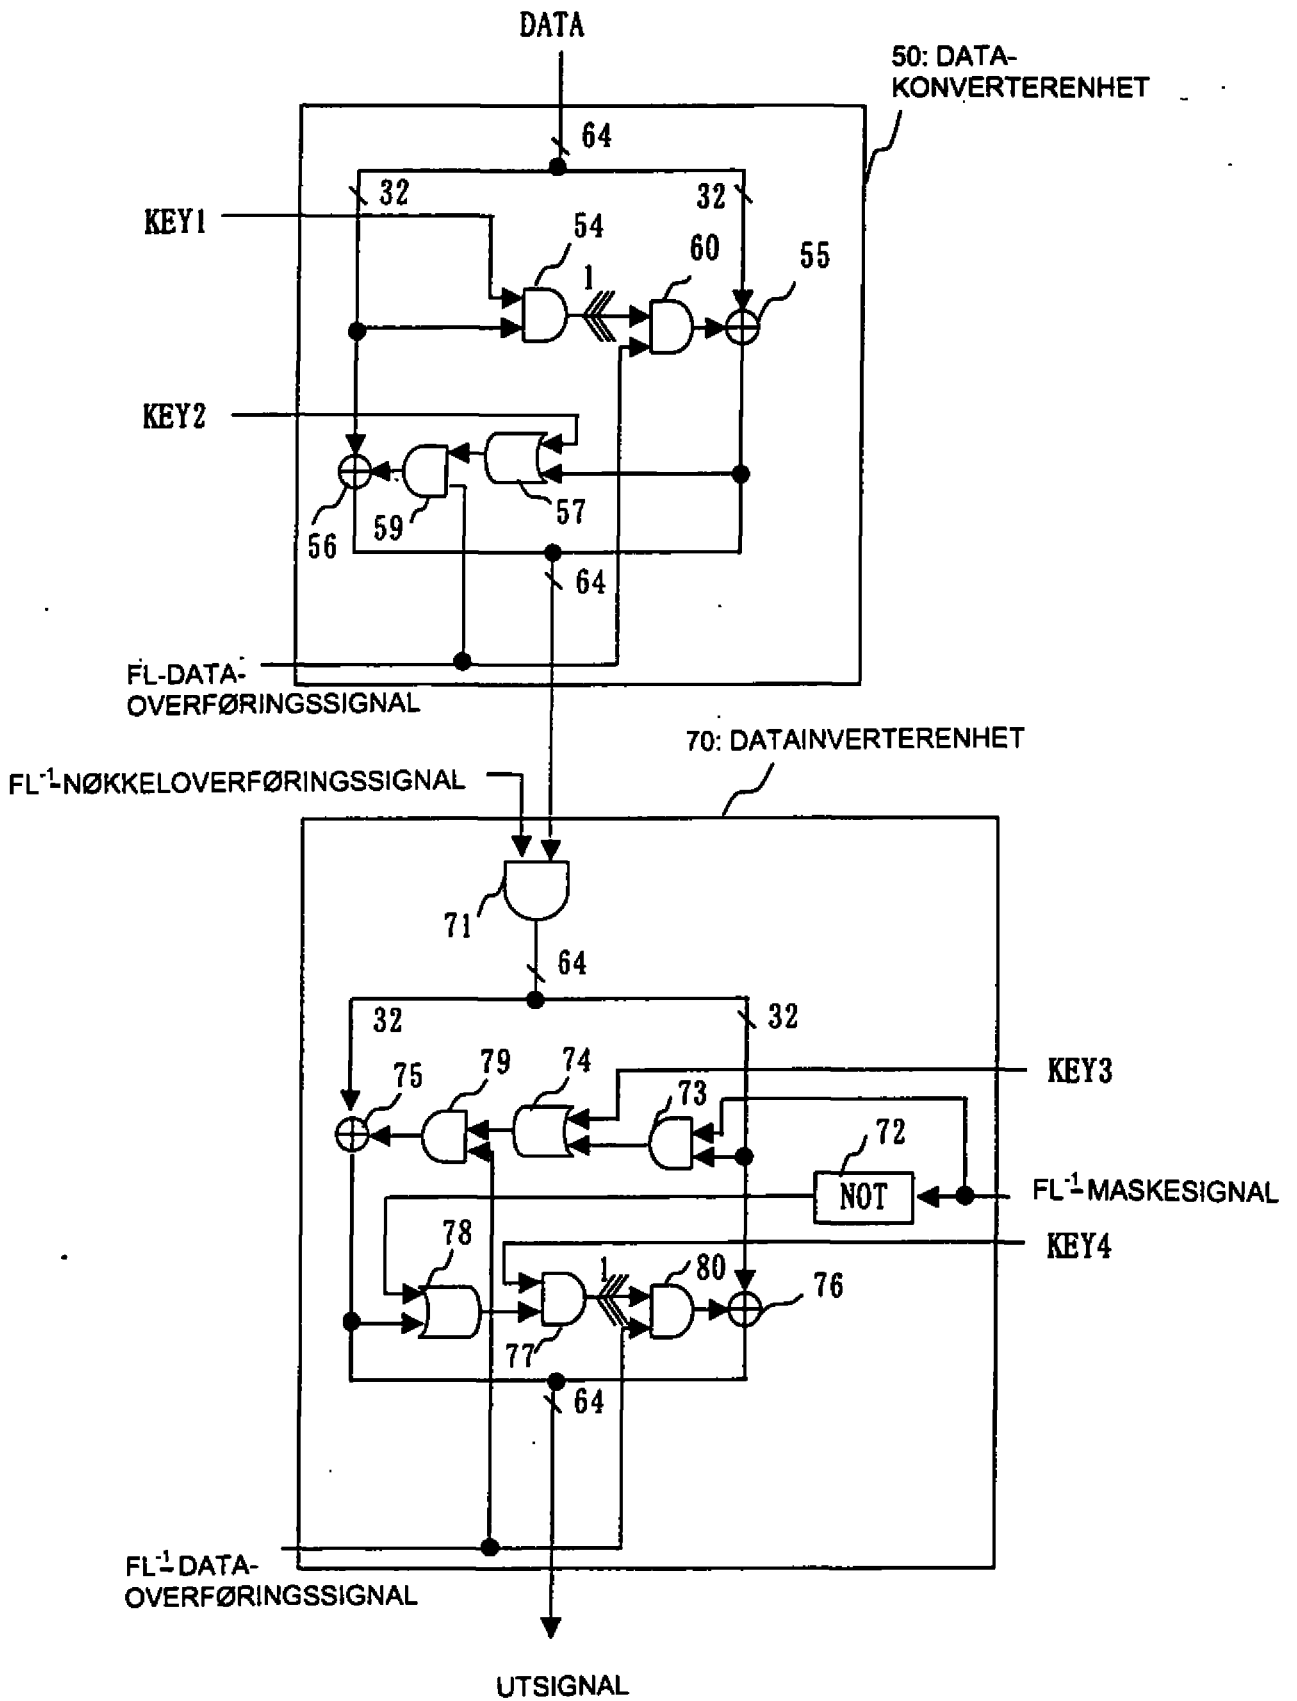 DATA
50: DATA-
KONVERTERENHET
64
32
32
KEY1
54
60
55
1
KEY2
56
59
57
64
FL-DATA-
OVERFØRINGSSIGNAL
70: DATAINVERTERENHET
FL-1-NØKKELOVERFØRINGSSIGNAL
71
64
32
32
75
79
74
73
KEY3
72
NOT
FL-1-MASKESIGNAL
KEY4
78
1
80
76
77
64
FL-1-DATA-
OVERFØRINGSSIGNAL
UTSIGNAL